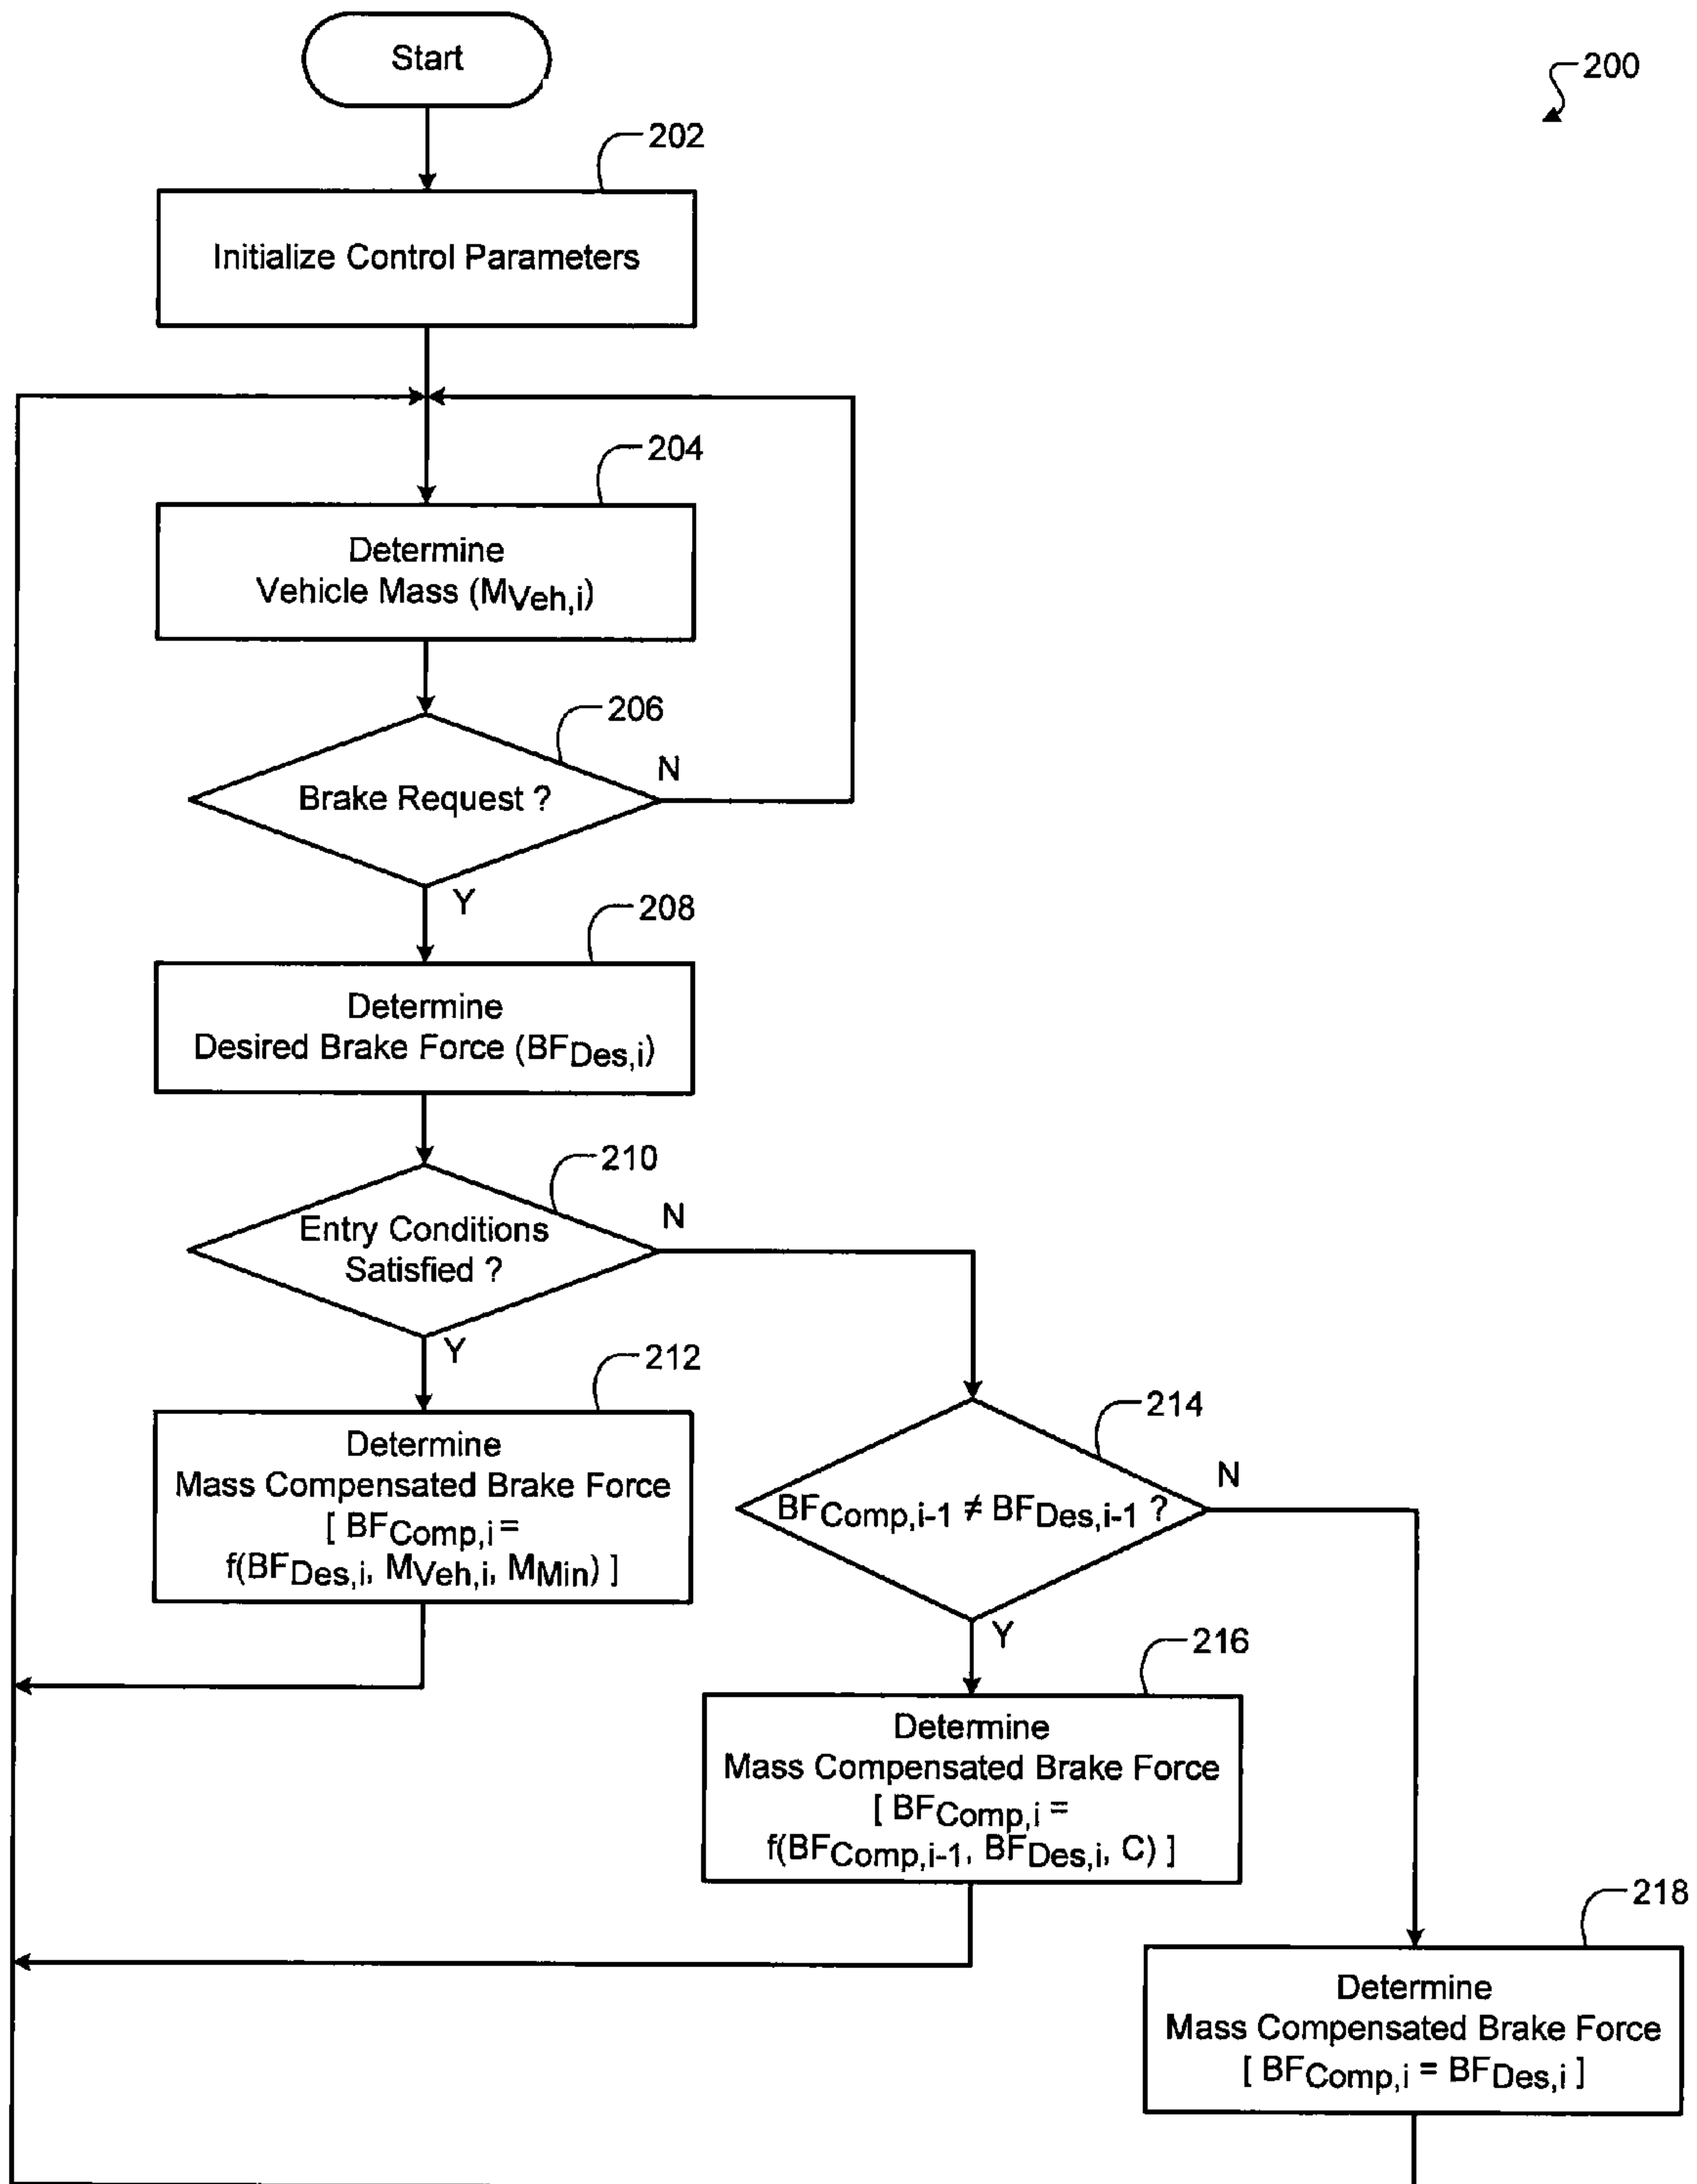 Start
200
202
Initialize Control Parameters
204
Determine
Vehicle Mass (MVeh,i)
206
Brake Request ?
N
Y
208
Determine
Desired Brake Force (BFDes,i)
210
Entry Conditions
Satisfied ?
N
Y
212
Determine
Mass Compensated Brake Force
[ BFComp,i =
f(BFDes,i, MVeh,i, MMin) ]
214
BFComp,i-1 ≠ BFDes,i-1 ?
N
Y
216
Determine
Mass Compensated Brake Force
[ BFComp,i =
f(BFComp,i-1, BFDes,i, C) ]
218
Determine
Mass Compensated Brake Force
[ BFComp,i = BFDes,i ]